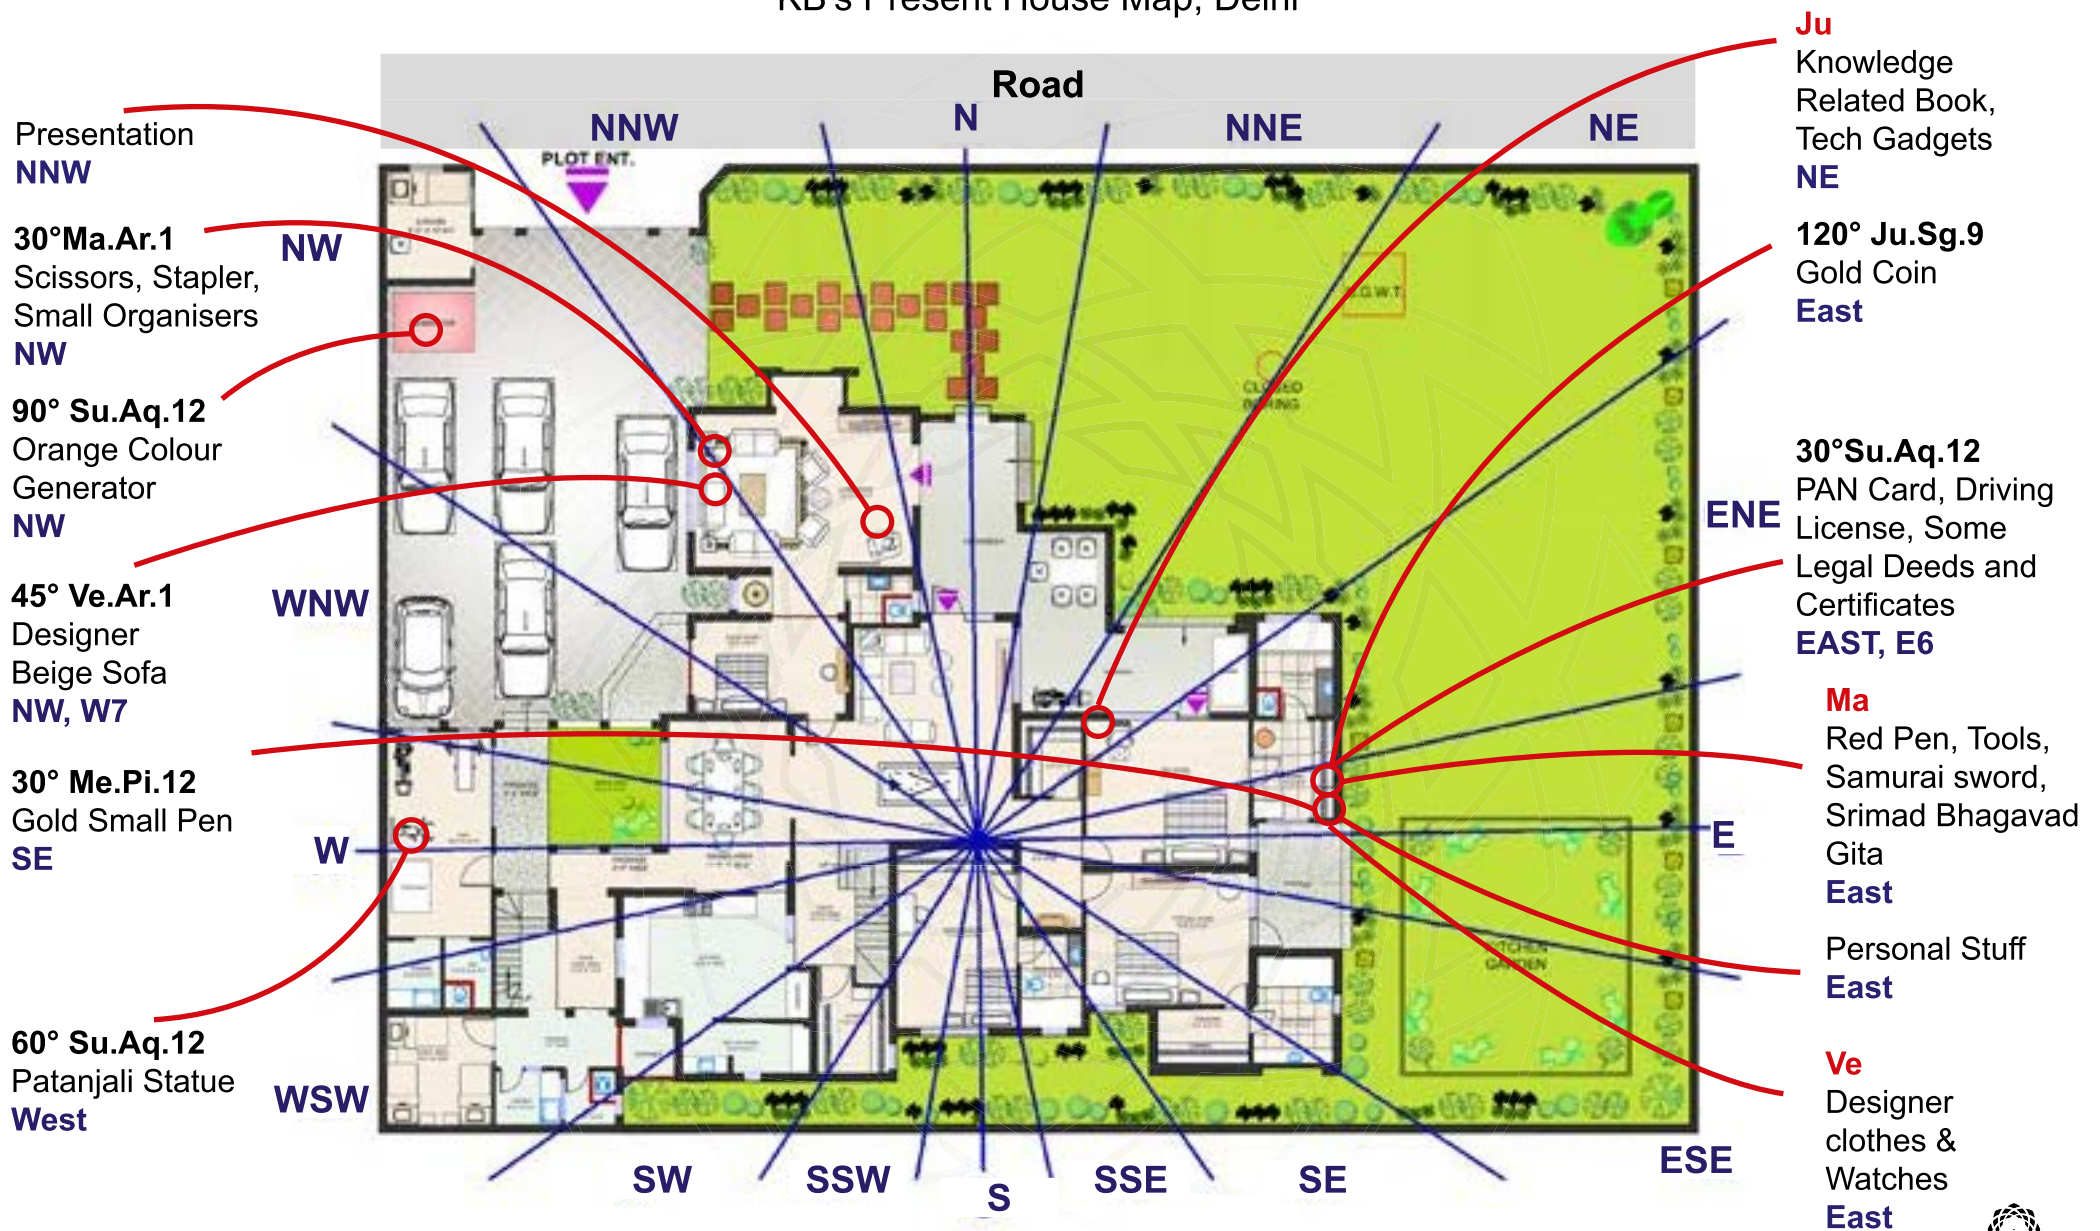 KB's Present House Map, Delhi
Road
NNW
N
NNE
NE
PLOT ENT.
Presentation
NNW
30°Ma.Ar.1
Scissors, Stapler,
Small Organisers
NW
90° Su.Aq.12
Orange Colour
Generator
NW
45° Ve.Ar.1
Designer
Beige Sofa
NW, W7
30° Me.Pi.12
Gold Small Pen
SE
60° Su.Aq.12
Patanjali Statue
West
NW
WNW
W
WSW
CLOSED
BORING
KITCHEN
GARDEN
Ju
Knowledge
Related Book,
Tech Gadgets
NE
120° Ju.Sg.9
Gold Coin
East
30°Su.Aq.12
PAN Card, Driving
License, Some
Legal Deeds and
Certificates
EAST, E6
Ma
Red Pen, Tools,
Samurai sword,
Srimad Bhagavad
Gita
East
Personal Stuff
East
Ve
Designer
clothes &
Watches
East
ENE
E
ESE
SW
SSW
S
SSE
SE